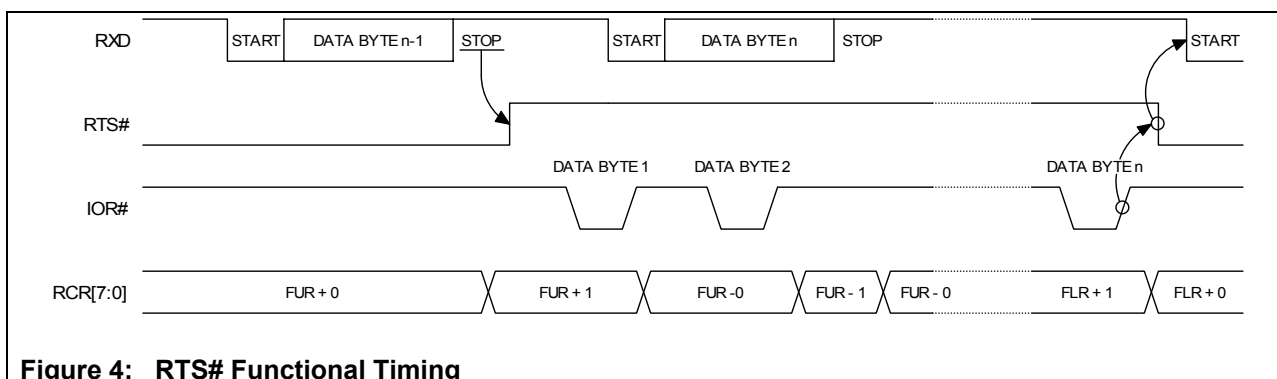 RXD START DATA BYTE n-1 STOP START DATA BYTE n STOP START
RTS#
DATA BYTE 1 DATA BYTE 2 DATA BYTE n
IOR#
RCR[7:0] FUR + 0 FUR + 1 FUR -0 FUR - 1 FUR - 0 FLR + 1 FLR + 0
Figure 4: RTS# Functional Timing